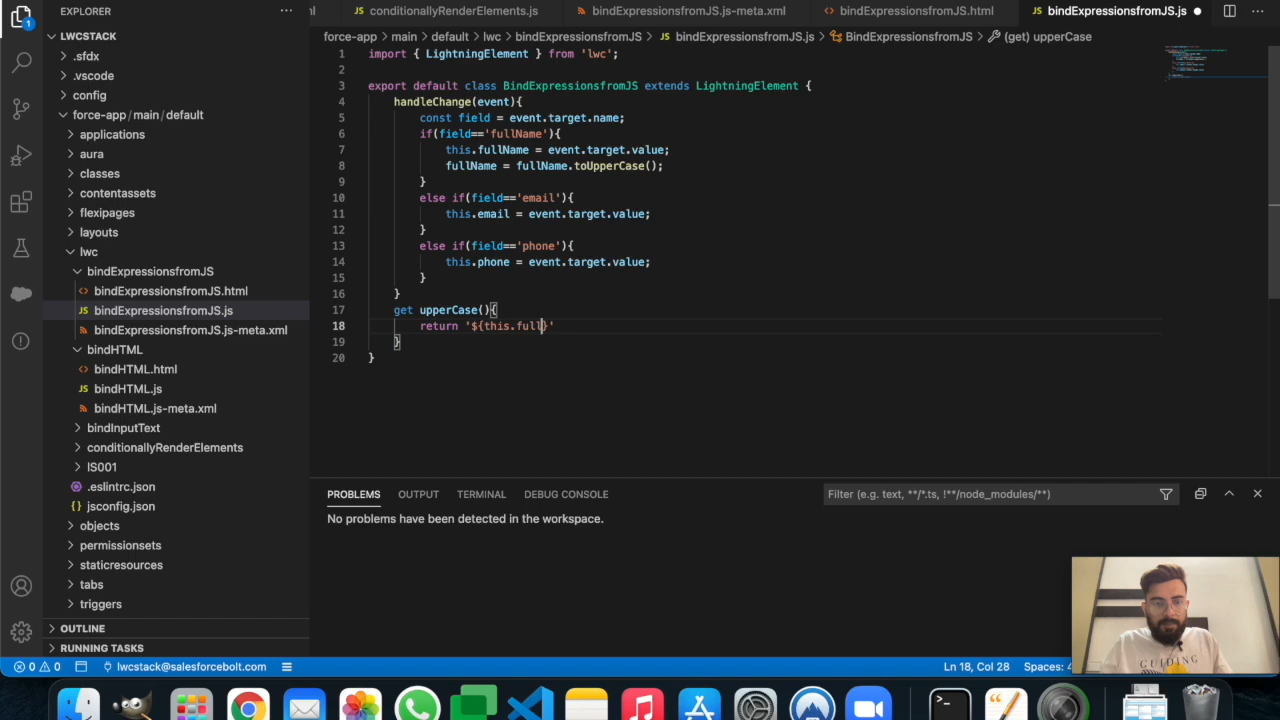 EXPLORER
LWCSTACK
.sfdx
.vscode
config
force-app/main/default
applications
aura
classes
contentassets
flexipages
layouts
lwc
bindExpressionsfromJS
bindExpressionsfromJS.html
bindExpressionsfromJS.js
bindExpressionsfromJS.js-meta.xml
bindHTML
bindHTML.html
bindHTML.js
bindHTML.js-meta.xml
bindInputText
conditionallyRenderElements
IS001
.eslintrc.json
jsconfig.json
objects
permissionsets
staticresources
tabs
triggers
OUTLINE
RUNNING TASKS
conditionallyRenderElements.js
bindExpressionsfromJS.js-meta.xml
bindExpressionsfromJS.html
bindExpressionsfromJS.js
force-app > main > default > lwc > bindExpressionsfromJS > JS bindExpressionsfromJS.js > BindExpressionsfromJS > (get) upperCase
1 import { LightningElement } from 'lwc';
2
3 export default class BindExpressionsfromJS extends LightningElement {
4 handleChange(event){
5 const field = event.target.name;
6 if(field=='fullName'){
7 this.fullName = event.target.value;
8 fullName = fullName.toUpperCase();
9 }
10 else if(field=='email'){
11 this.email = event.target.value;
12 }
13 else if(field=='phone'){
14 this.phone = event.target.value;
15 }
16 }
17 get upperCase(){
18 return '${this.full}'
19 }
20 }
PROBLEMS OUTPUT TERMINAL DEBUG CONSOLE
Filter (e.g. text, **/*.ts, !**/node_modules/**)
No problems have been detected in the workspace.
GUIDING
0 0 lwcstack@salesforcebolt.com
Ln 18, Col 28 Spaces: 4